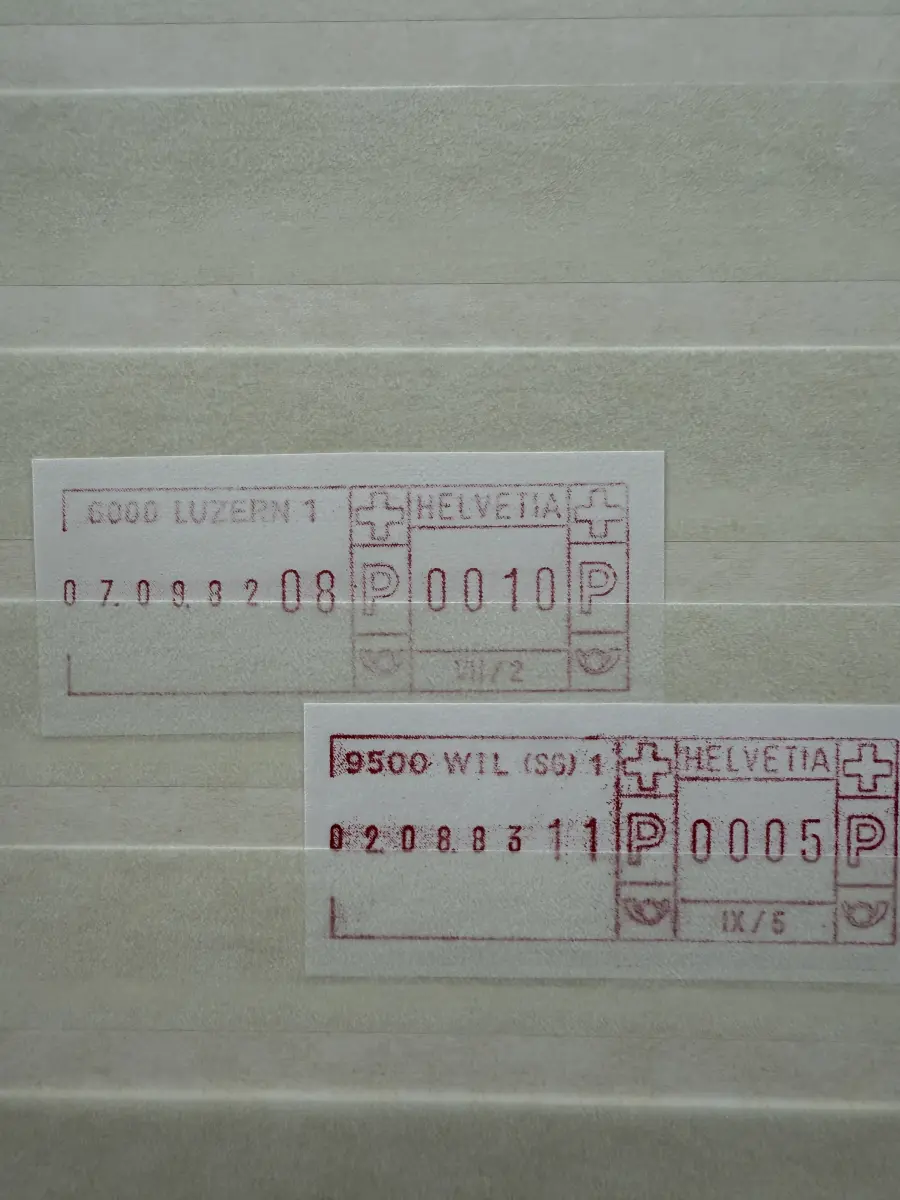 6000 LUZERN 1 HELVETIA
07.09.82 08 P 0010 P
VII/2
9500 WIL (SG) 1 HELVETIA
02.08.83 11 P 0005 P
IX/5